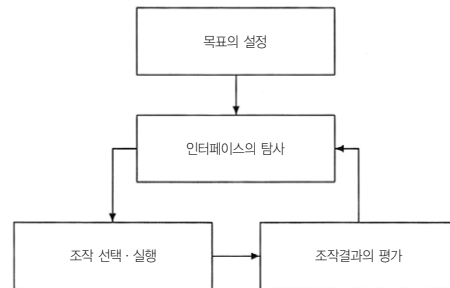 목표의 설정
인터페이스의 탐사
조작 선택 · 실행
조작결과의 평가